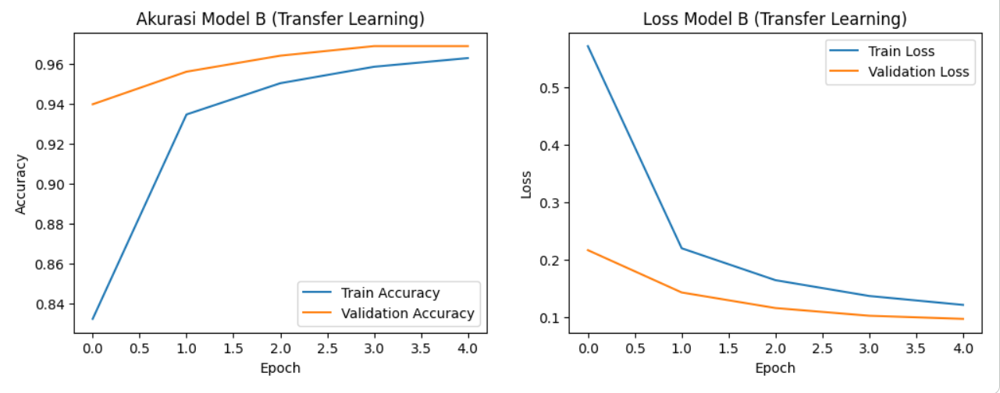 Akurasi Model B (Transfer Learning)
Accuracy
0.96
0.94
0.92
0.90
0.88
0.86
0.84
Train Accuracy
Validation Accuracy
0.0 0.5 1.0 1.5 2.0 2.5 3.0 3.5 4.0
Epoch
Loss Model B (Transfer Learning)
Loss
0.5
0.4
0.3
0.2
0.1
Train Loss
Validation Loss
0.0 0.5 1.0 1.5 2.0 2.5 3.0 3.5 4.0
Epoch